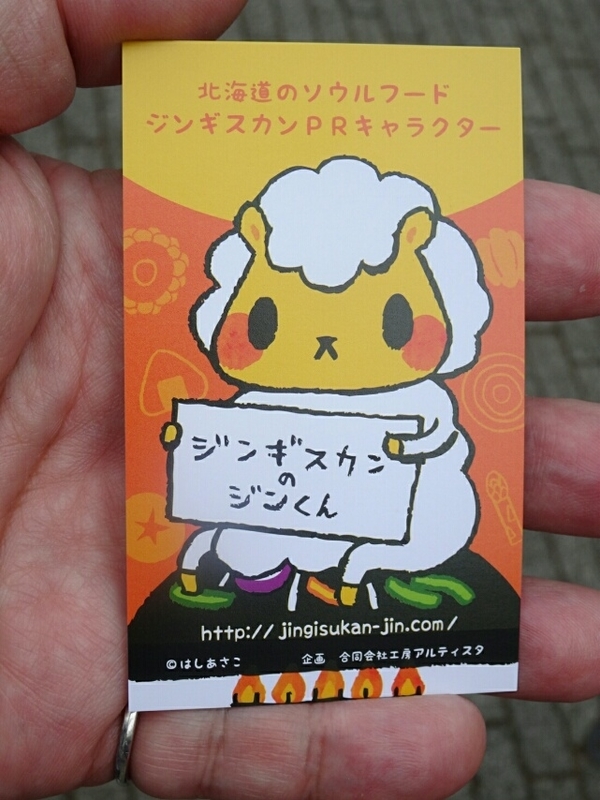 北海道のソウルフード
ジンギスカンPRキャラクター
ジンギスカン
の
ジンくん
http://jingisukan-jin.com/
©はしあさこ 企画 合同会社工房アルティスタ